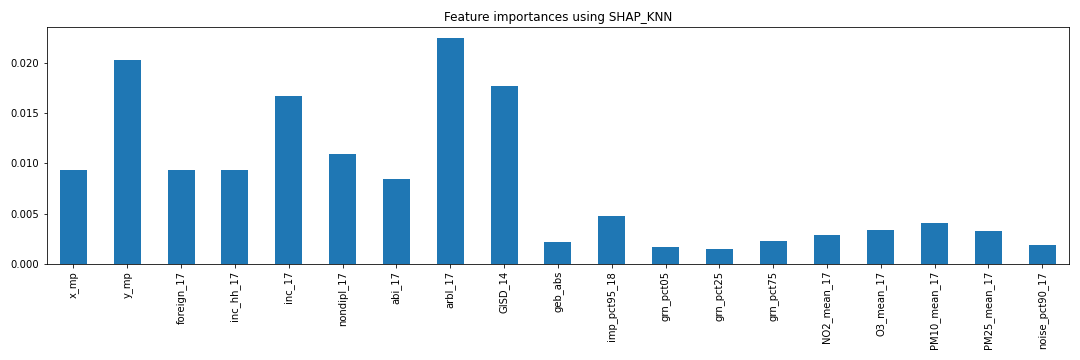 Feature importances using SHAP_KNN
0.020
0.015
0.010
0.005
0.000
x_mp
y_mp
foreign_17
inc_hh_17
inc_17
nondipl_17
abi_17
arbl_17
GISD_14
geb_abs
imp_pct95_18
grn_pct05
grn_pct25
grn_pct75
NO2_mean_17
O3_mean_17
PM10_mean_17
PM25_mean_17
noise_pct90_17